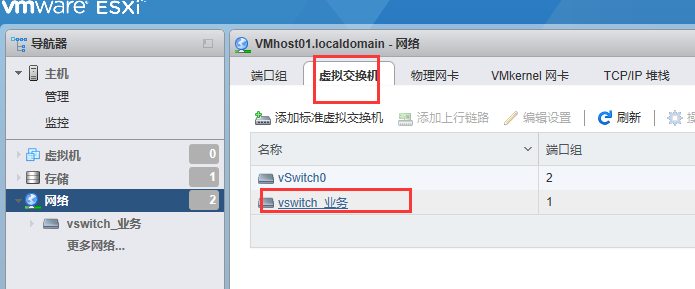 vmware ESXi™
导航器
VMhost01.localdomain - 网络
主机
管理
监控
虚拟机 0
存储 1
网络 2
vswitch_业务
更多网络...
端口组 虚拟交换机 物理网卡 VMkernel 网卡 TCP/IP 堆栈
添加标准虚拟交换机 添加上行链路 编辑设置 刷新
名称 端口组
vSwitch0 2
vswitch_业务 1